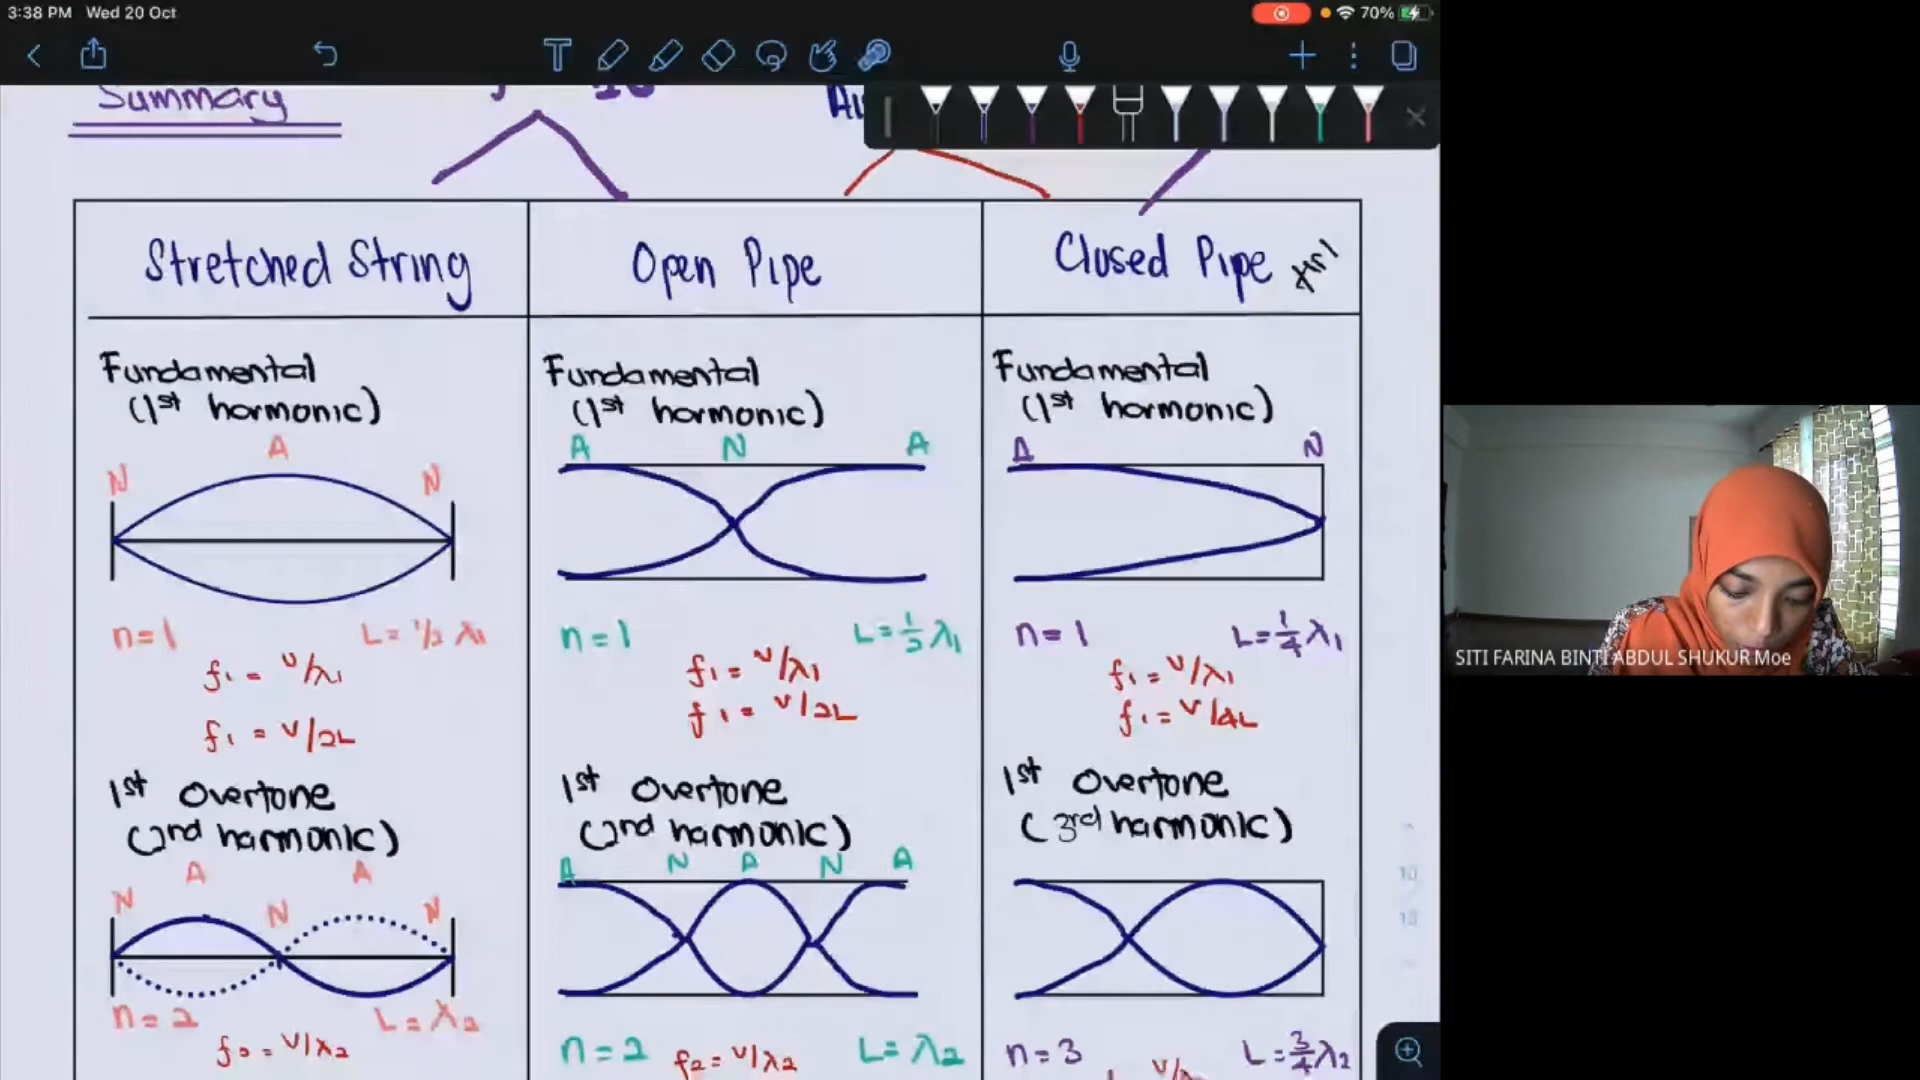 3:38 PM Wed 20 Oct
70%
Summary
Stretched String
Open Pipe
Closed Pipe
Fundamental
(1st harmonic)
A
N N
n=1 L=1/2 λ1
f1 = v/λ1
f1 = v/2L
1st Overtone
(2nd harmonic)
A A
N N N
n=2 L=λ2
f2=v/λ2
Fundamental
(1st harmonic)
A N A
n=1 L=1/2 λ1
f1=v/λ1
f1=v/2L
1st Overtone
(2nd harmonic)
A N A N A
n=2 f2=v/λ2 L=λ2
Fundamental
(1st harmonic)
A N
n=1 L=1/4 λ1
f1=v/λ1
f1=v/4L
1st Overtone
(3rd harmonic)
n=3 L=3/4 λ2
SITI FARINA BINTI ABDUL SHUKUR Moe